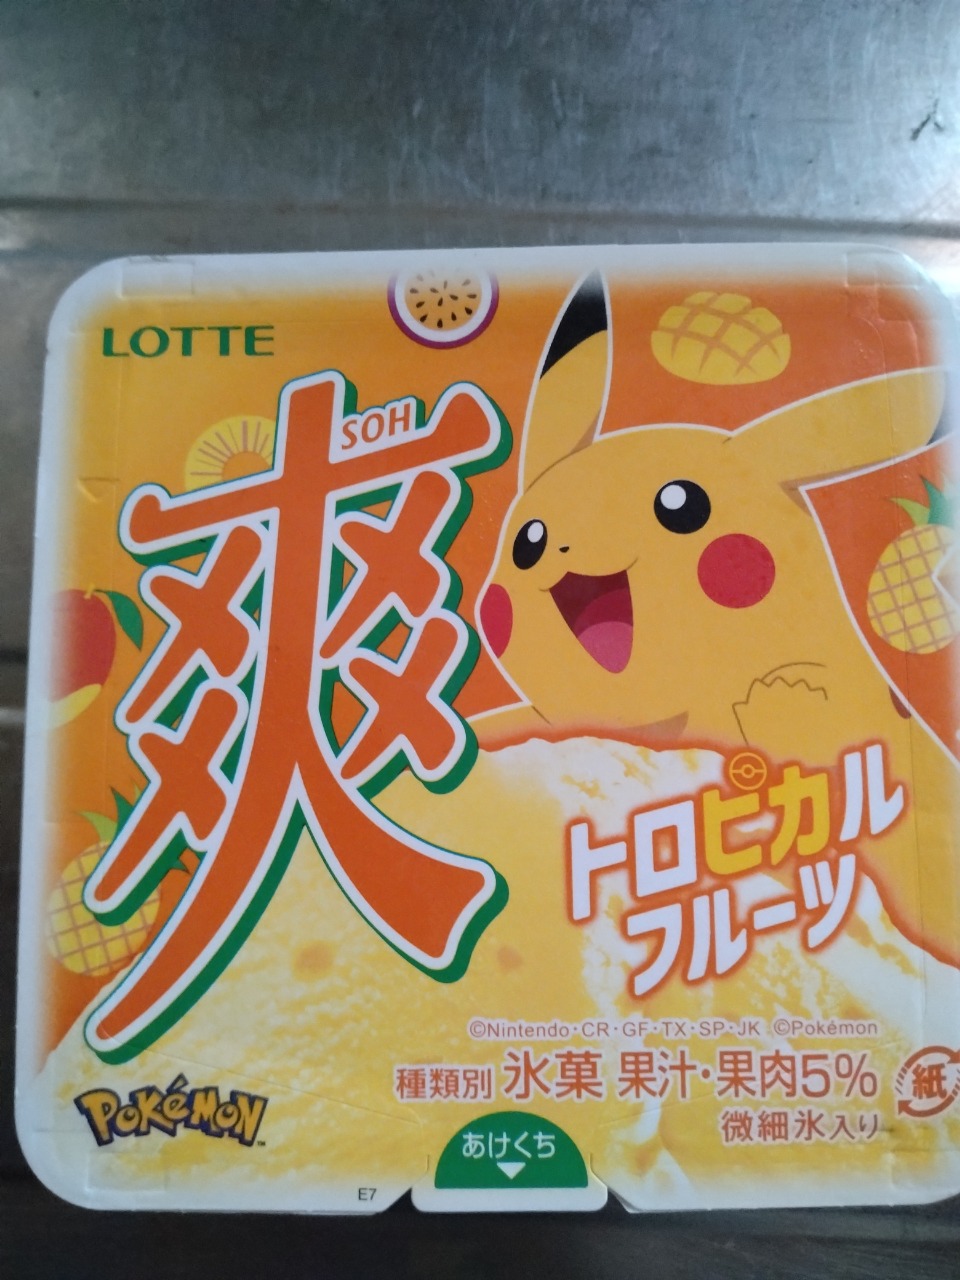 LOTTE
SOH
爽
トロピカル
フルーツ
©Nintendo・CR・GF・TX・SP・JK ©Pokémon
種類別 氷菓 果汁・果肉5%
紙
微細氷入り
POKéMON™
あけくち
E7